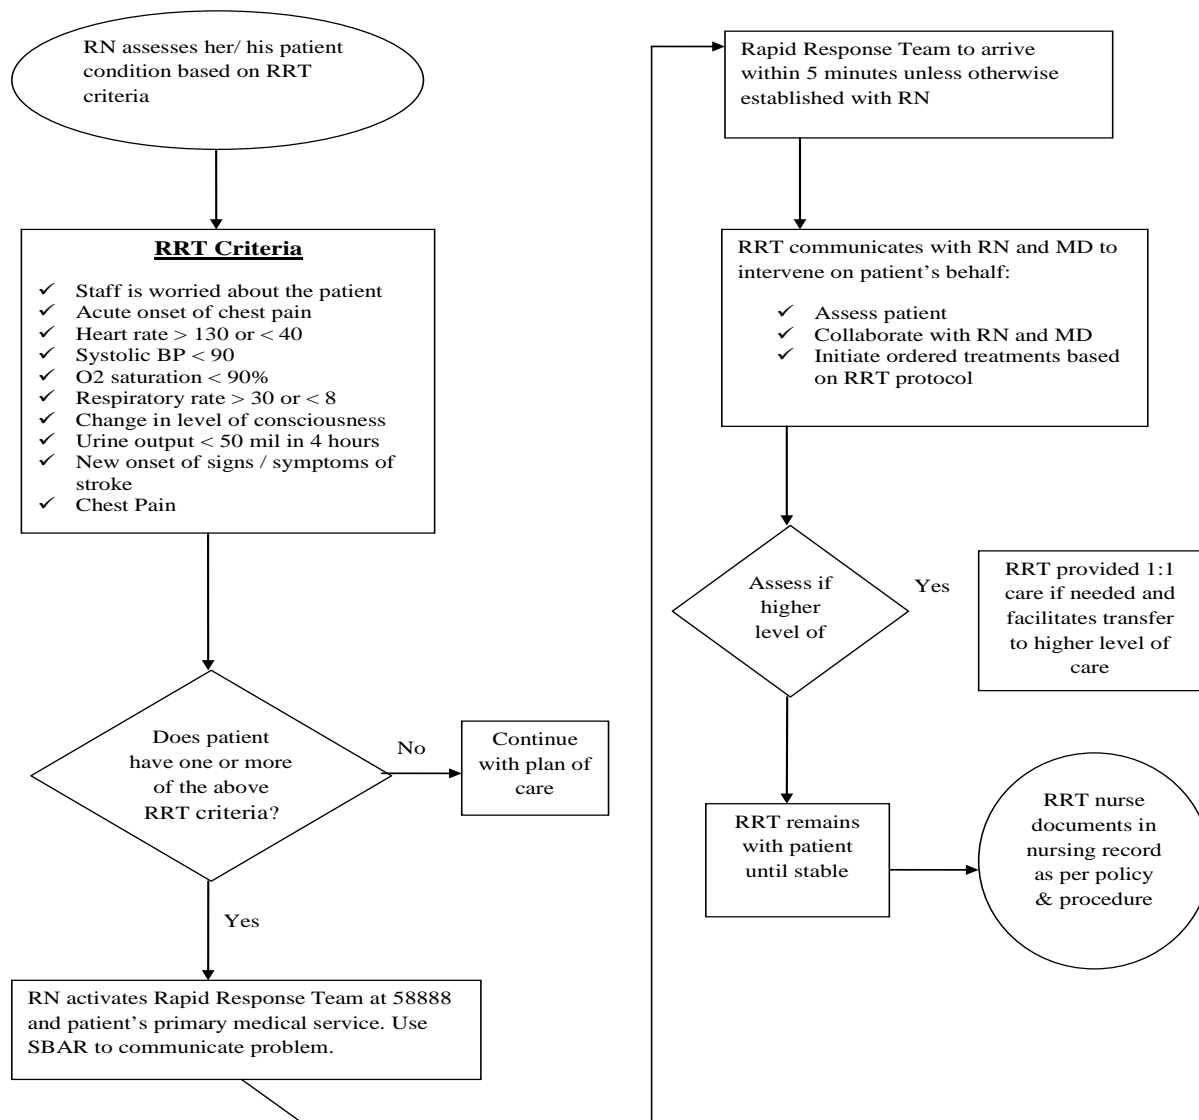 RN assesses her/ his patient
condition based on RRT
criteria
RRT Criteria
✓ Staff is worried about the patient
✓ Acute onset of chest pain
✓ Heart rate > 130 or < 40
✓ Systolic BP < 90
✓ O2 saturation < 90%
✓ Respiratory rate > 30 or < 8
✓ Change in level of consciousness
✓ Urine output < 50 mil in 4 hours
✓ New onset of signs / symptoms of
stroke
✓ Chest Pain
Does patient
have one or more
of the above
RRT criteria?
No
Continue
with plan of
care
Yes
RN activates Rapid Response Team at 58888
and patient's primary medical service. Use
SBAR to communicate problem.
Rapid Response Team to arrive
within 5 minutes unless otherwise
established with RN
RRT communicates with RN and MD to
intervene on patient's behalf:
✓ Assess patient
✓ Collaborate with RN and MD
✓ Initiate ordered treatments based
on RRT protocol
Assess if
higher
level of
Yes
RRT provided 1:1
care if needed and
facilitates transfer
to higher level of
care
RRT remains
with patient
until stable
RRT nurse
documents in
nursing record
as per policy
& procedure